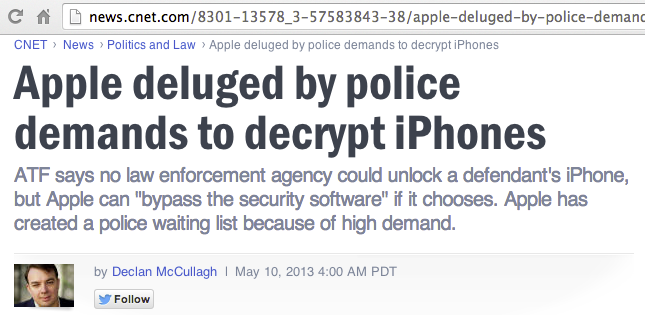 news.cnet.com/8301-13578_3-57583843-38/apple-deluged-by-police-demand
CNET › News › Politics and Law › Apple deluged by police demands to decrypt iPhones
Apple deluged by police
demands to decrypt iPhones
ATF says no law enforcement agency could unlock a defendant's iPhone,
but Apple can "bypass the security software" if it chooses. Apple has
created a police waiting list because of high demand.
by Declan McCullagh | May 10, 2013 4:00 AM PDT
Follow